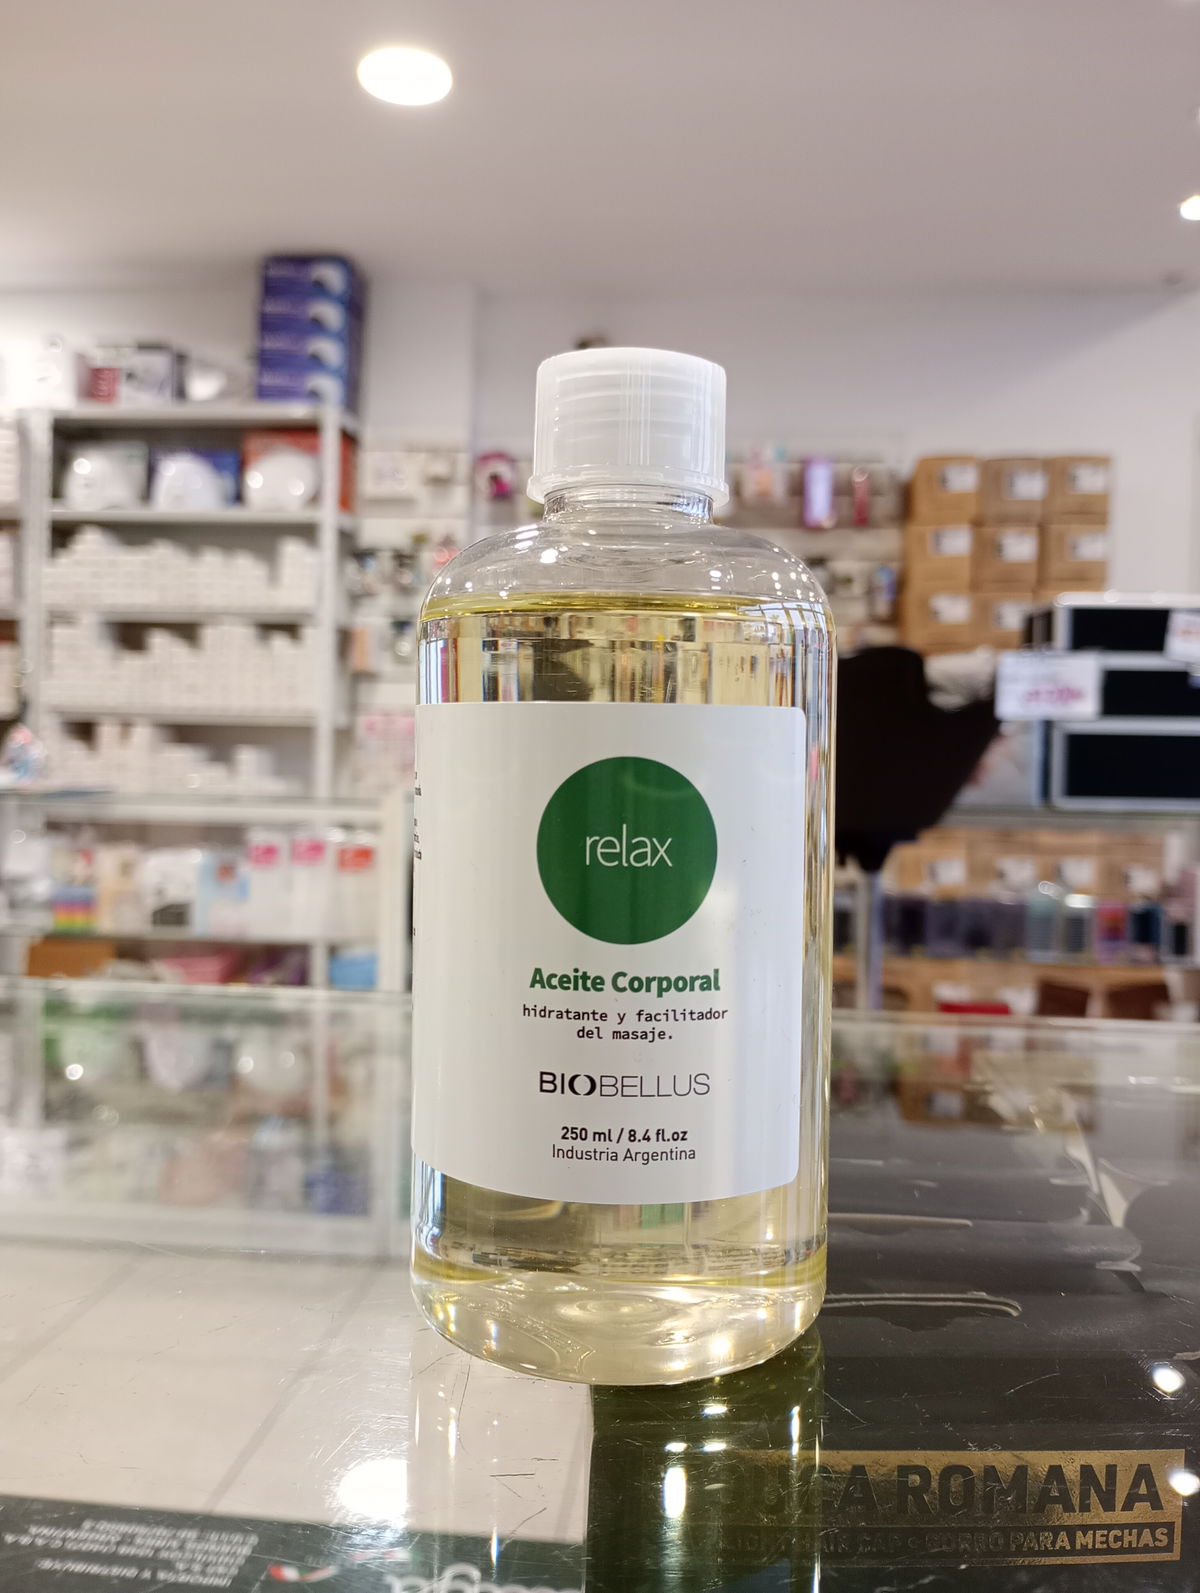 relax
Aceite Corporal
hidratante y facilitador
del masaje.
BIOBELLUS
250 ml / 8.4 fl.oz
Industria Argentina
ROMANA
GORRO PARA MECHAS